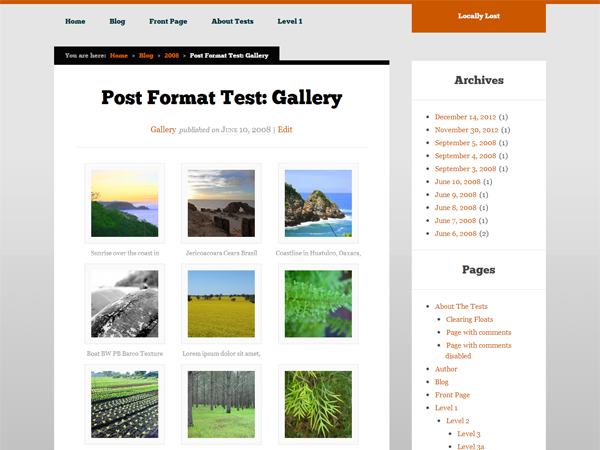 Home Blog Front Page About Tests Level 1
Locally Lost
You are here: Home > Blog > 2008 > Post Format Test: Gallery
Post Format Test: Gallery
Gallery published on June 10, 2008 | Edit
Sunrise over the coast in
Jericoacoara Ceara Brasil
Coastline in Huatulco, Oaxaca,
Boat BW PB Barco Texture
Lorem ipsum dolor sit amet,
Archives
December 14, 2012 (1)
November 30, 2012 (1)
September 5, 2008 (1)
September 4, 2008 (1)
September 3, 2008 (1)
June 10, 2008 (1)
June 9, 2008 (1)
June 8, 2008 (1)
June 7, 2008 (1)
June 6, 2008 (2)
Pages
About The Tests
Clearing Floats
Page with comments
Page with comments
disabled
Author
Blog
Front Page
Level 1
Level 2
Level 3
Level 3a